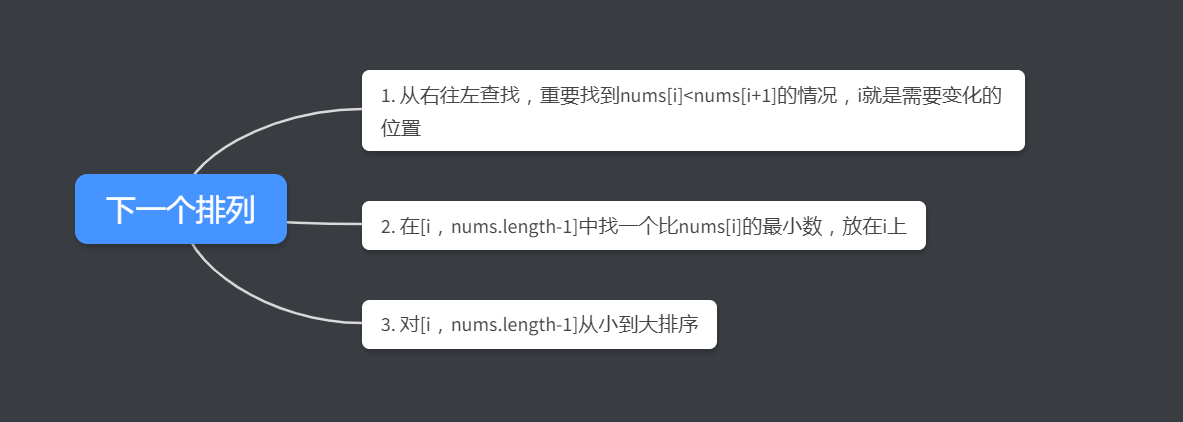 下一个排列
1. 从右往左查找，重要找到nums[i]<nums[i+1]的情况，i就是需要变化的
位置
2. 在[i，nums.length-1]中找一个比nums[i]的最小数，放在i上
3. 对[i，nums.length-1]从小到大排序